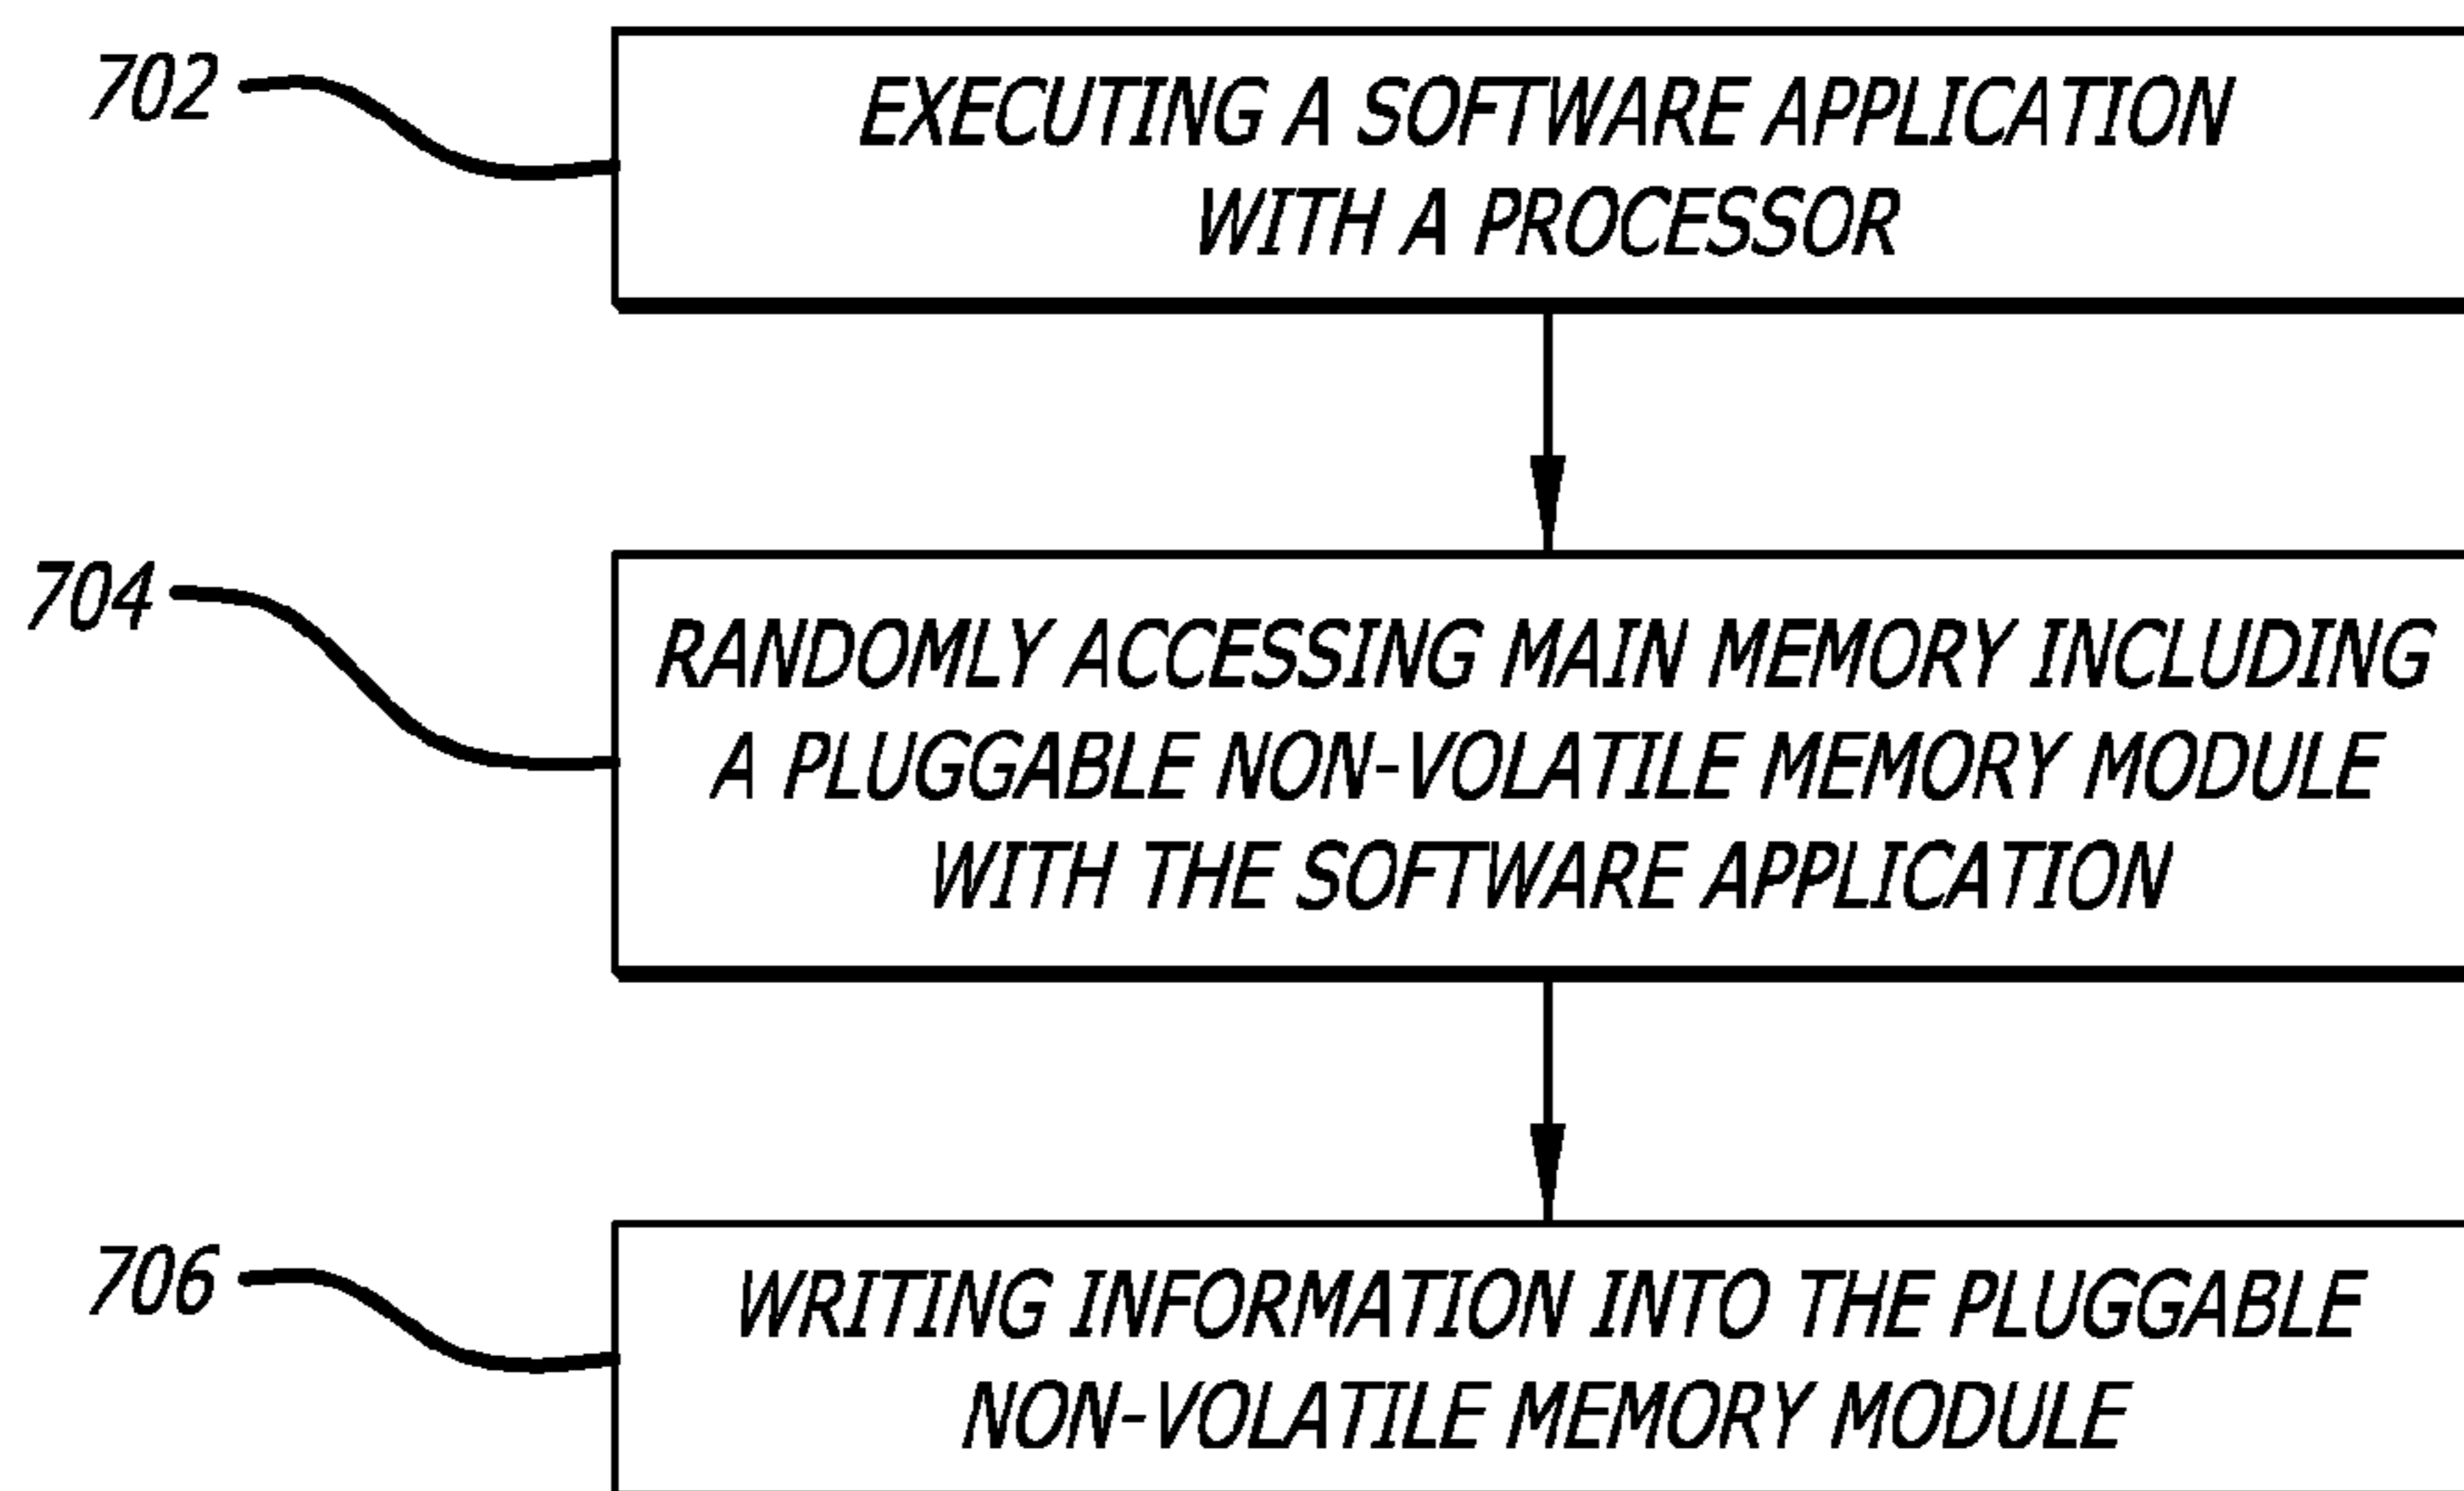 702
EXECUTING A SOFTWARE APPLICATION
WITH A PROCESSOR
704
RANDOMLY ACCESSING MAIN MEMORY INCLUDING
A PLUGGABLE NON-VOLATILE MEMORY MODULE
WITH THE SOFTWARE APPLICATION
706
WRITING INFORMATION INTO THE PLUGGABLE
NON-VOLATILE MEMORY MODULE